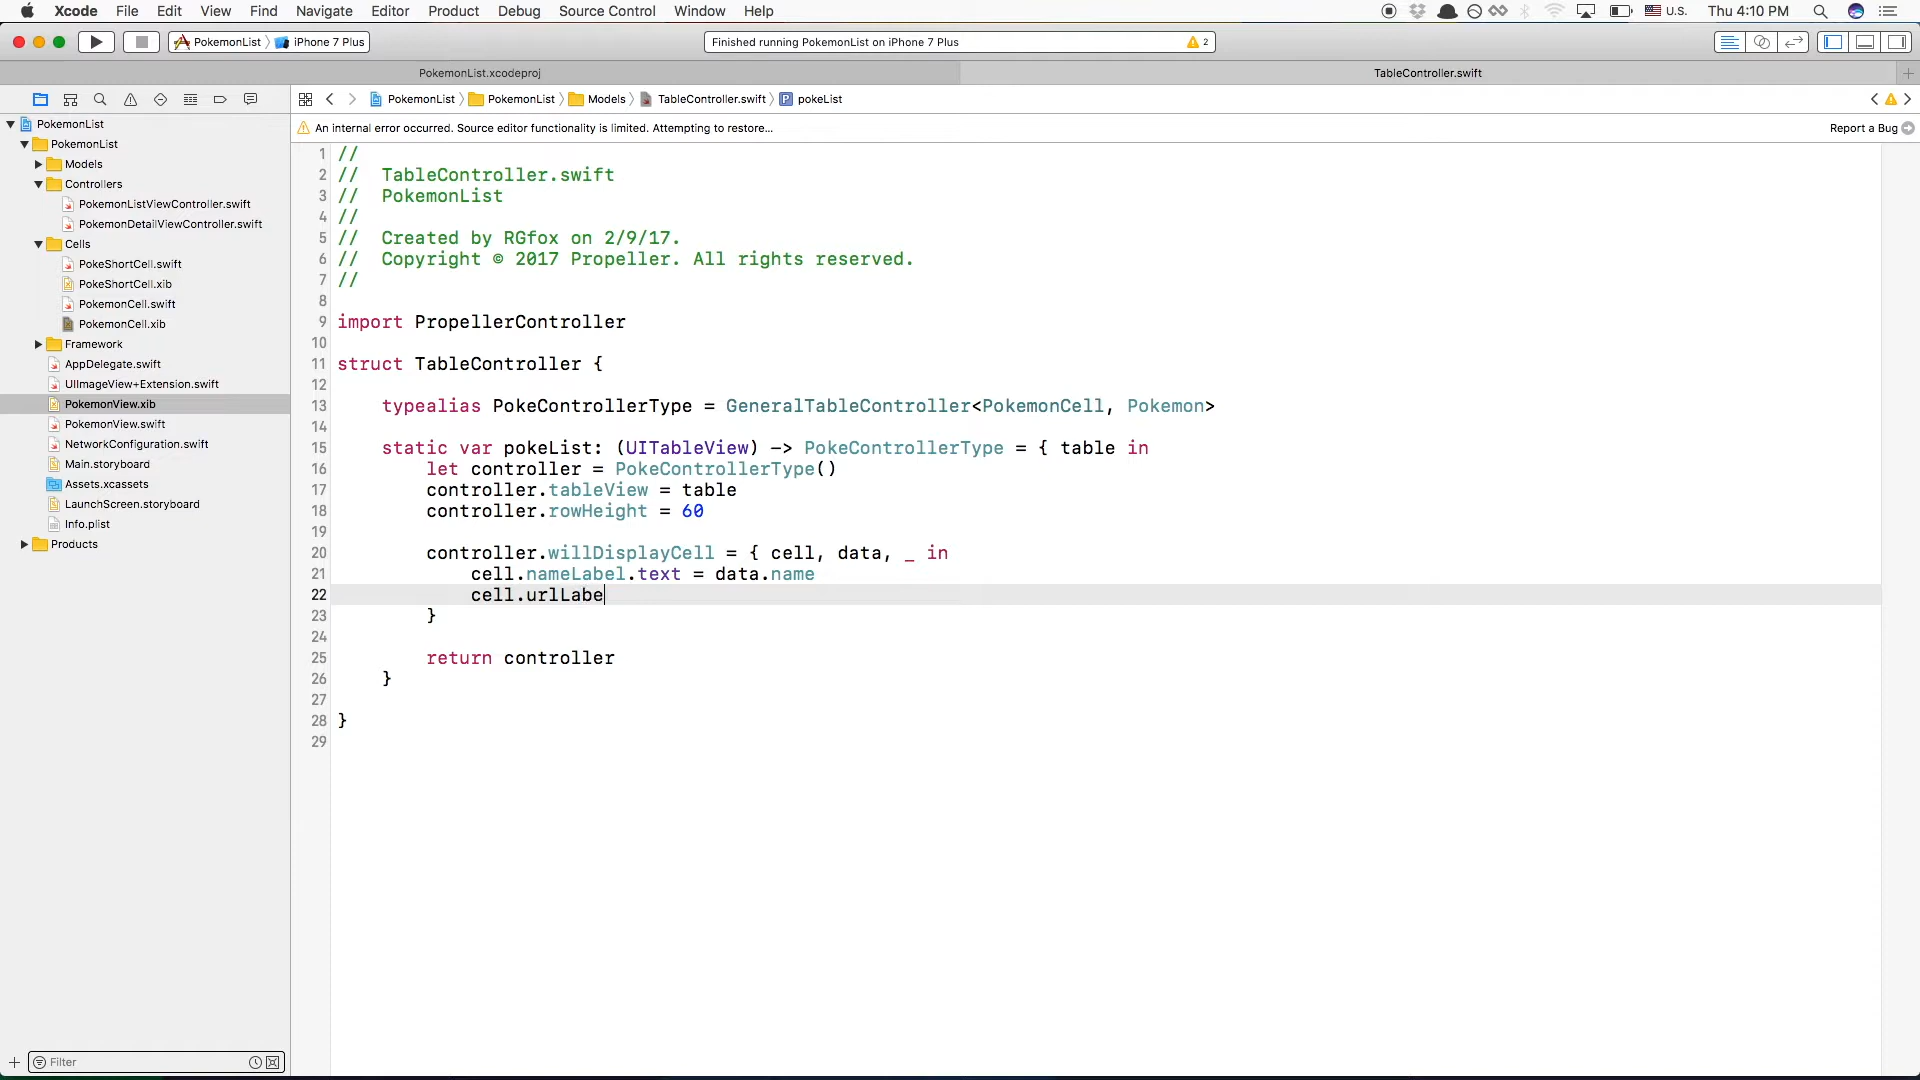 Xcode File Edit View Find Navigate Editor Product Debug Source Control Window Help U.S. Thu 4:10 PM
PokemonList iPhone 7 Plus Finished running PokemonList on iPhone 7 Plus 2
PokemonList.xcodeproj TableController.swift
PokemonList PokemonList Models TableController.swift P pokeList
An internal error occurred. Source editor functionality is limited. Attempting to restore... Report a Bug
PokemonList
PokemonList
Models
Controllers
PokemonListViewController.swift
PokemonDetailViewController.swift
Cells
PokeShortCell.swift
PokeShortCell.xib
PokemonCell.swift
PokemonCell.xib
Framework
AppDelegate.swift
UIImageView+Extension.swift
PokemonView.xib
PokemonView.swift
NetworkConfiguration.swift
Main.storyboard
Assets.xcassets
LaunchScreen.storyboard
Info.plist
Products
Filter
1 //
2 // TableController.swift
3 // PokemonList
4 //
5 // Created by RGfox on 2/9/17.
6 // Copyright © 2017 Propeller. All rights reserved.
7 //
8
9 import PropellerController
10
11 struct TableController {
12
13 typealias PokeControllerType = GeneralTableController<PokemonCell, Pokemon>
14
15 static var pokeList: (UITableView) -> PokeControllerType = { table in
16 let controller = PokeControllerType()
17 controller.tableView = table
18 controller.rowHeight = 60
19
20 controller.willDisplayCell = { cell, data, _ in
21 cell.nameLabel.text = data.name
22 cell.urlLabe
23 }
24
25 return controller
26 }
27
28 }
29